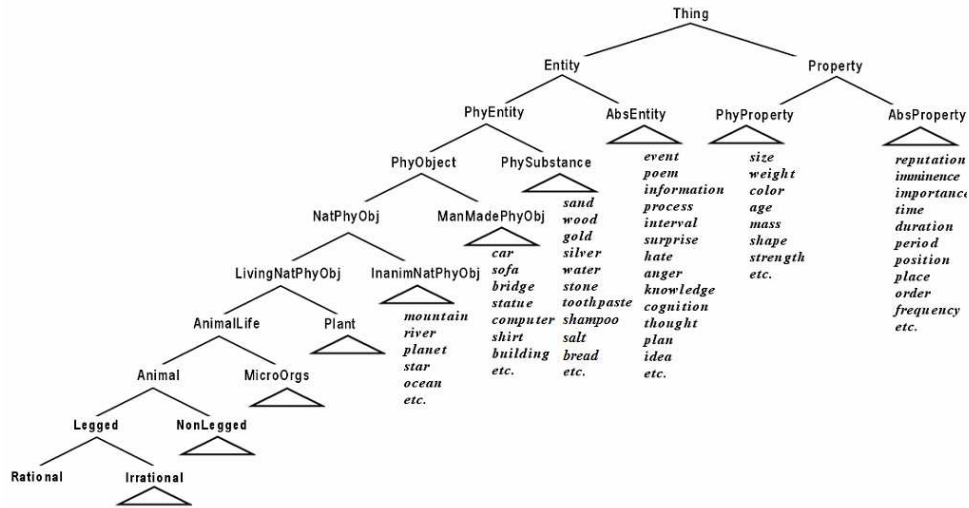 Thing
Entity Property
PhyEntity AbsEntity PhyProperty AbsProperty
PhyObject PhySubstance
NatPhyObj ManMadePhyObj
LivingNatPhyObj InanimNatPhyObj
AnimalLife Plant
Animal MicroOrgs
Legged NonLegged
Rational Irrational
mountain
river
planet
star
ocean
etc.
car
sofa
bridge
statue
computer
shirt
building
etc.
sand
wood
gold
silver
water
stone
toothpaste
shampoo
salt
bread
etc.
event
poem
information
process
interval
surprise
hate
anger
knowledge
cognition
thought
plan
idea
etc.
size
weight
color
age
mass
shape
strength
etc.
reputation
imminence
importance
time
duration
period
position
place
order
frequency
etc.